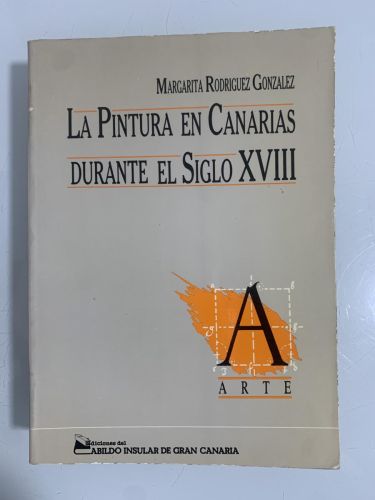 MARGARITA RODRIGUEZ GONZALEZ
LA PINTURA EN CANARIAS
DURANTE EL SIGLO XVIII
A
ARTE
Ediciones del
CABILDO INSULAR DE GRAN CANARIA